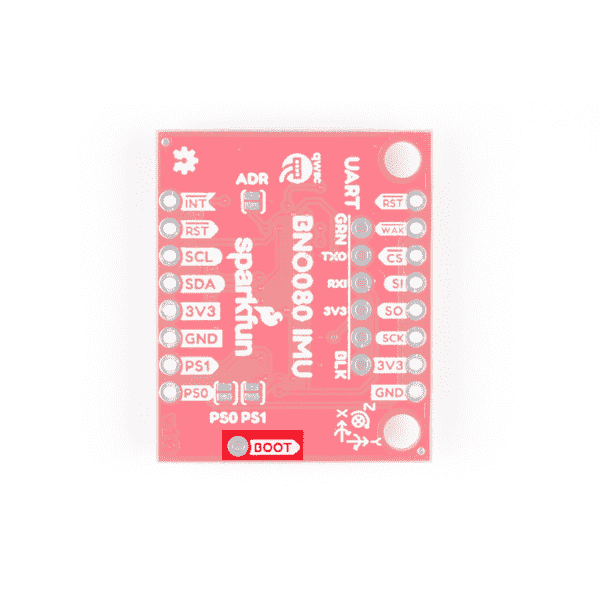 ADR
qwiic
UART
INT
RST
SCL
SDA
3V3
GND
PS1
PS0
sparkfun
BNO080 IMU
GRN
TXO
RXI
3V3
BLK
RST
WAK
CS
SI
SO
SCK
3V3
GND
PS0 PS1
X
Z
Y
BOOT